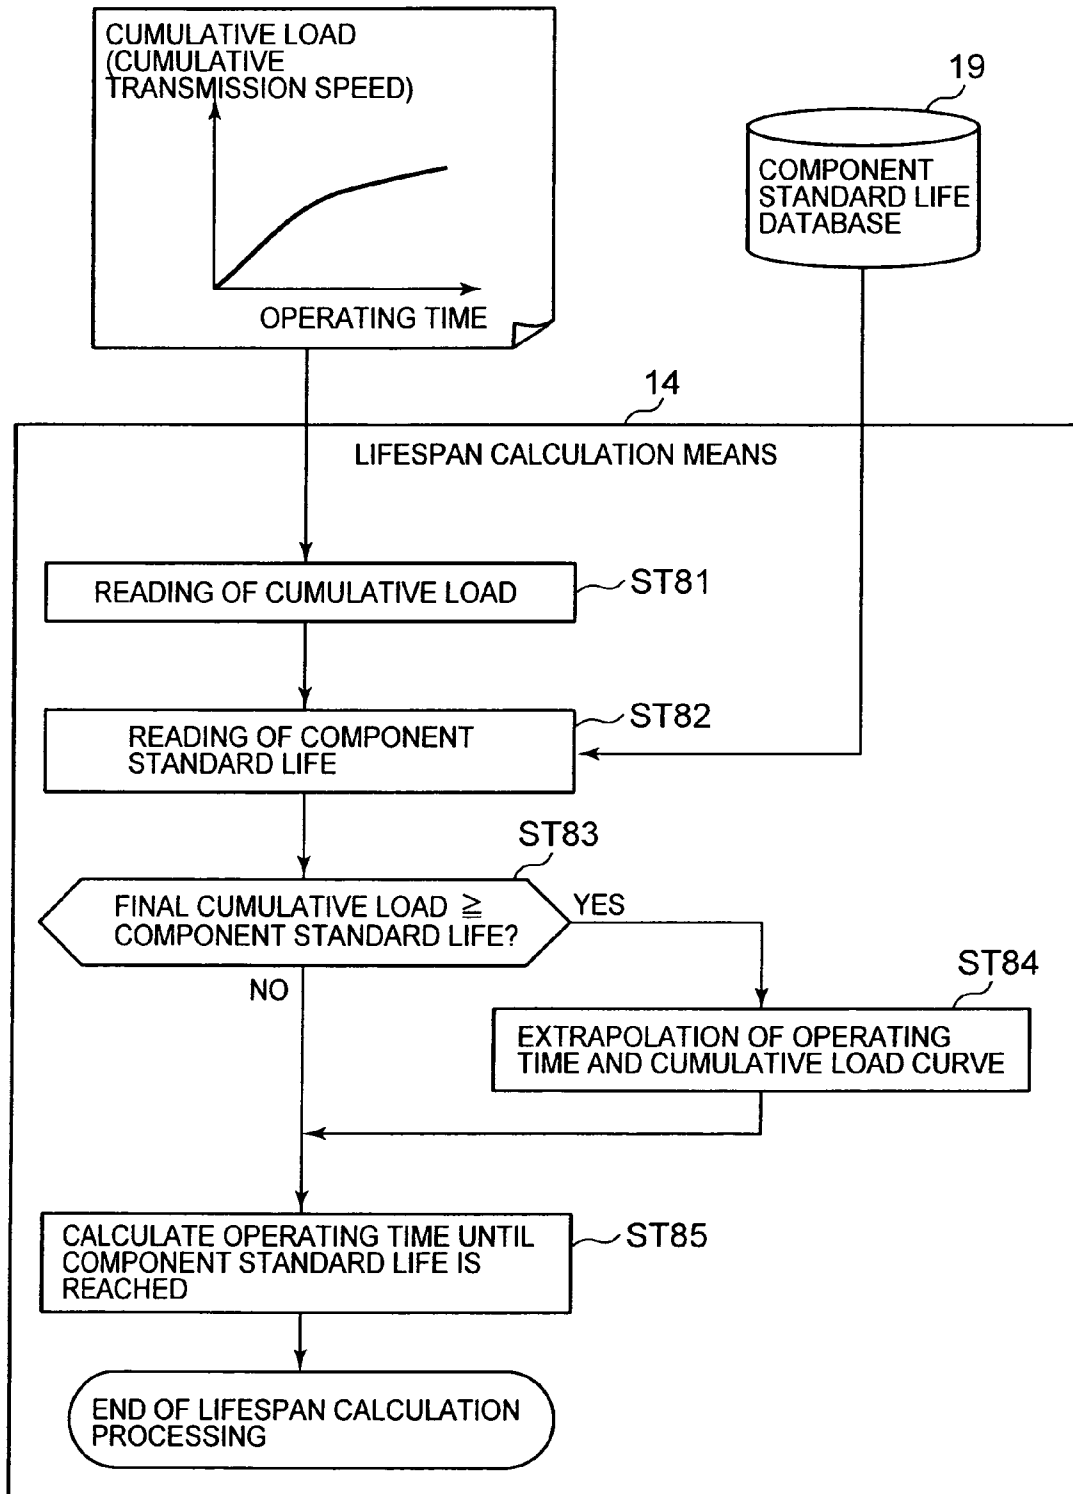 CUMULATIVE LOAD
(CUMULATIVE
TRANSMISSION SPEED)
OPERATING TIME
19
COMPONENT
STANDARD LIFE
DATABASE
14
LIFESPAN CALCULATION MEANS
READING OF CUMULATIVE LOAD
ST81
READING OF COMPONENT
STANDARD LIFE
ST82
ST83
FINAL CUMULATIVE LOAD ≧
COMPONENT STANDARD LIFE?
YES
NO
ST84
EXTRAPOLATION OF OPERATING
TIME AND CUMULATIVE LOAD CURVE
CALCULATE OPERATING TIME UNTIL
COMPONENT STANDARD LIFE IS
REACHED
ST85
END OF LIFESPAN CALCULATION
PROCESSING